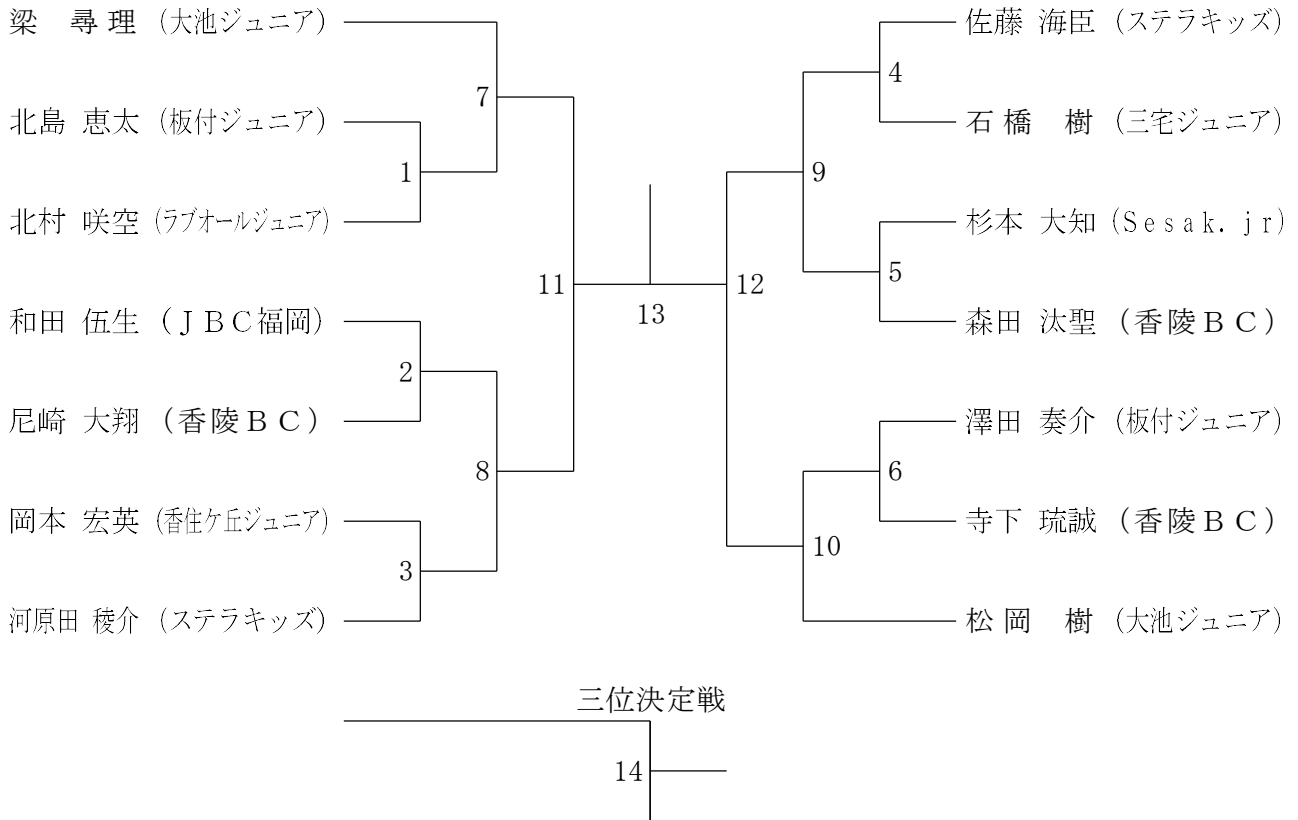 梁 尋理 (大池ジュニア)
7
北島 恵太 (板付ジュニア)
1
北村 咲空 (ラブオールジュニア)
11
和田 伍生 (ＪＢＣ福岡)
2
尼崎 大翔 (香陵ＢＣ)
8
岡本 宏英 (香住ケ丘ジュニア)
3
河原田 稜介 (ステラキッズ)
13
佐藤 海臣 (ステラキッズ)
4
石橋 樹 (三宅ジュニア)
9
杉本 大知 (Sesak.jr)
5
12
森田 汰聖 (香陵ＢＣ)
澤田 奏介 (板付ジュニア)
6
寺下 琉誠 (香陵ＢＣ)
10
松岡 樹 (大池ジュニア)
三位決定戦
14